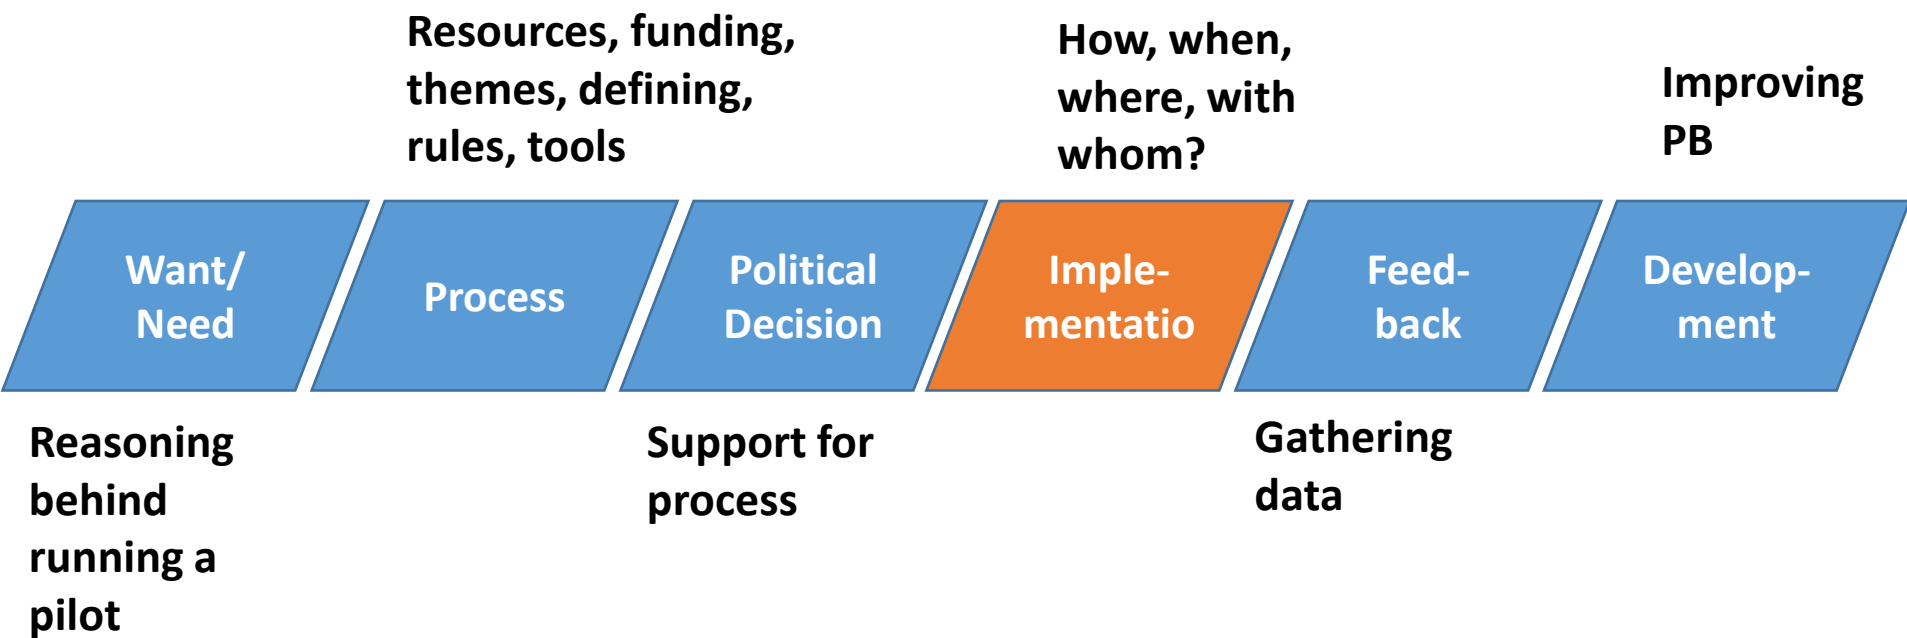 Resources, funding,
themes, defining,
rules, tools
How, when,
where, with
whom?
Improving
PB
Want/
Need
Process
Political
Decision
Imple-
mentatio
Feed-
back
Develop-
ment
Reasoning
behind
running a
pilot
Support for
process
Gathering
data